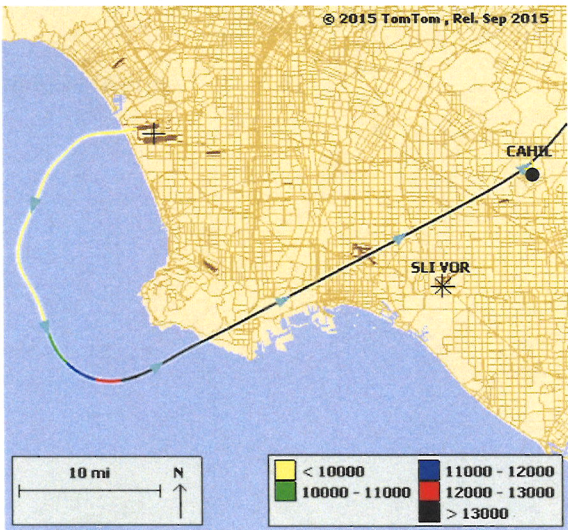 © 2015 TomTom , Rel. Sep 2015
CAHIL
SLI VOR
10 mi
N
< 10000
10000 - 11000
11000 - 12000
12000 - 13000
> 13000